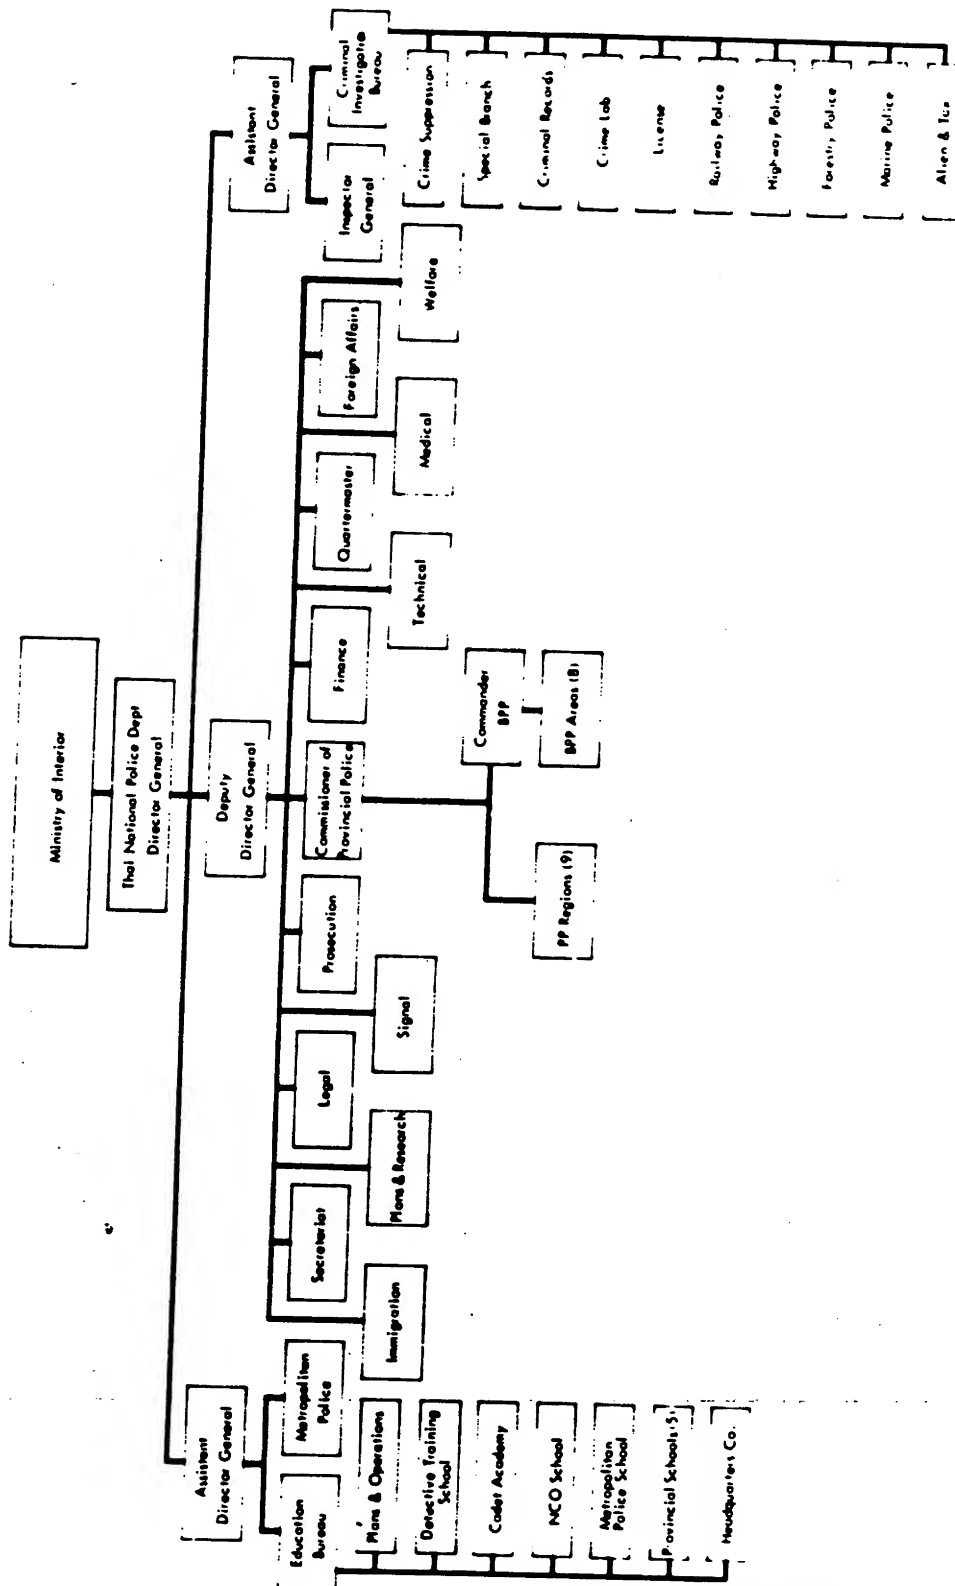 Ministry of Interior
Thai National Police Dept
Director General
Assistant
Director General
Deputy
Director General
Assistant
Director General
Education
Bureau
Metropolitan
Police
Immigration
Secretariat
Plans & Research
Legal
Signal
Prosecution
Commissioner of
Provincial Police
Finance
Technical
Quartermaster
Medical
Foreign Affairs
Welfare
Inspector
General
Criminal
Investigation
Bureau
Plans & Operations
Detective Training
School
Cadet Academy
NCO School
Metropolitan
Police School
Provincial Schools (5)
Headquarters Co.
PP Regions (9)
Commander
BPP
BPP Areas (8)
Crime Suppression
Special Branch
Criminal Records
Crime Lab
License
Railway Police
Highway Police
Forestry Police
Marine Police
Alien & Tax